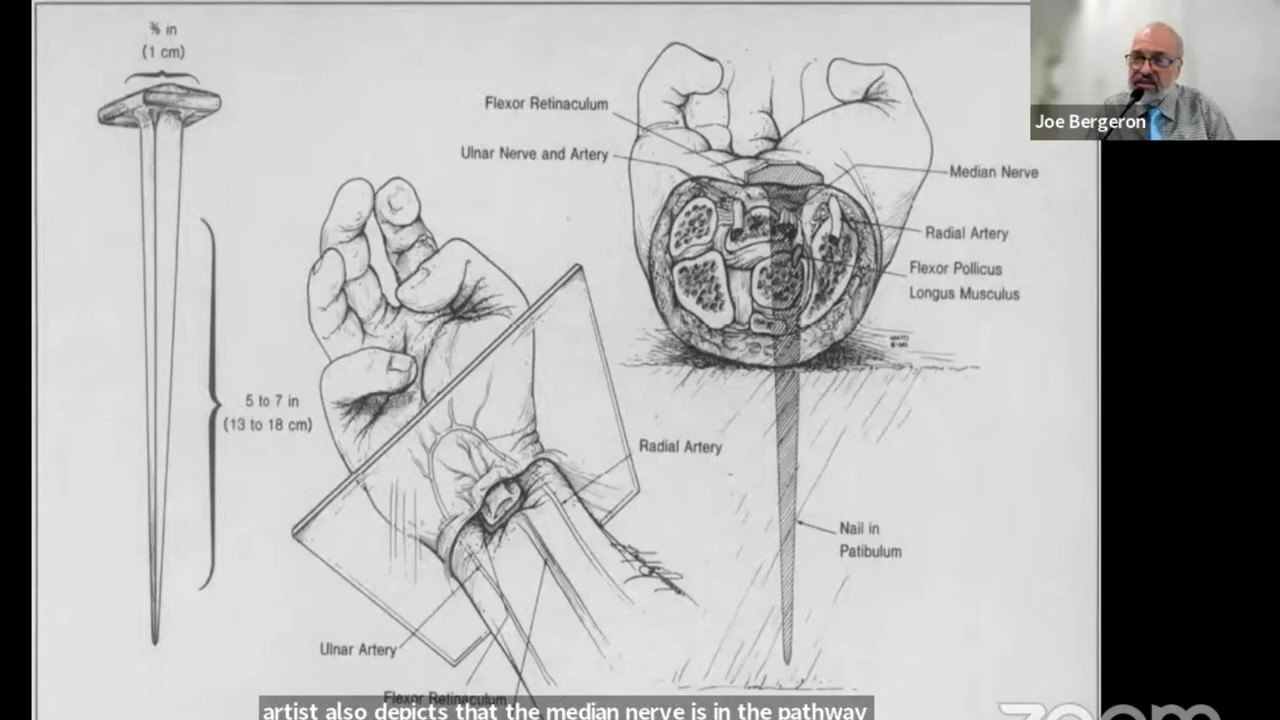 ⅜ in
(1 cm)
5 to 7 in
(13 to 18 cm)
Flexor Retinaculum
Ulnar Nerve and Artery
Median Nerve
Radial Artery
Flexor Pollicus
Longus Musculus
Radial Artery
Nail in
Patibulum
Ulnar Artery
Flexor Retinaculum
artist also depicts that the median nerve is in the pathway
Joe Bergeron
zoom